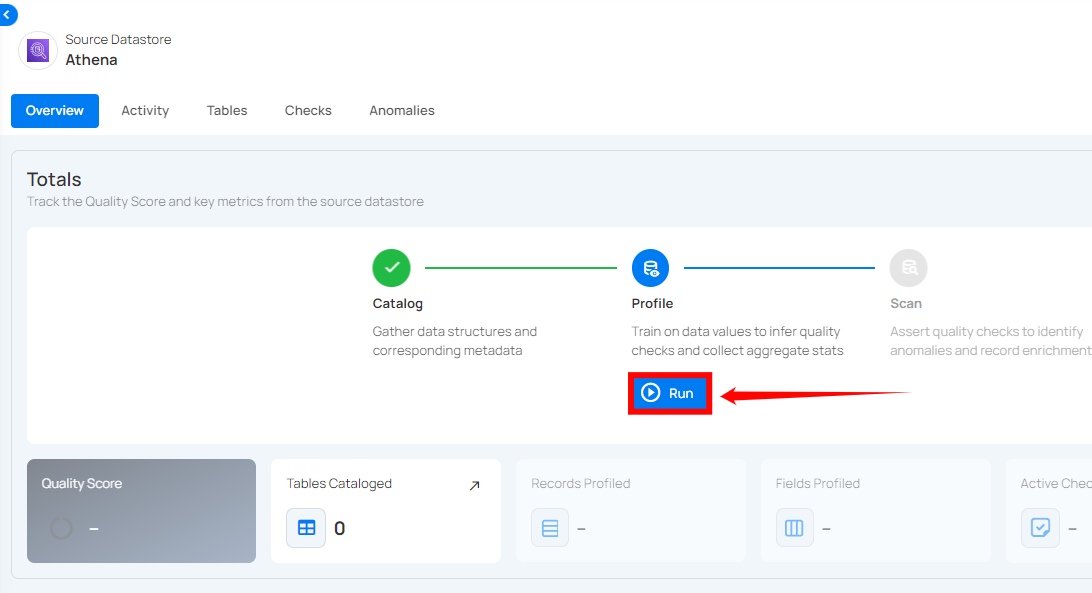 Source Datastore
Athena
Overview
Activity
Tables
Checks
Anomalies
Totals
Track the Quality Score and key metrics from the source datastore
Catalog
Gather data structures and
corresponding metadata
Profile
Train on data values to infer quality
checks and collect aggregate stats
Run
Scan
Assert quality checks to identify
anomalies and record enrichment
Quality Score
–
Tables Cataloged
0
Records Profiled
–
Fields Profiled
–
Active Chec
–